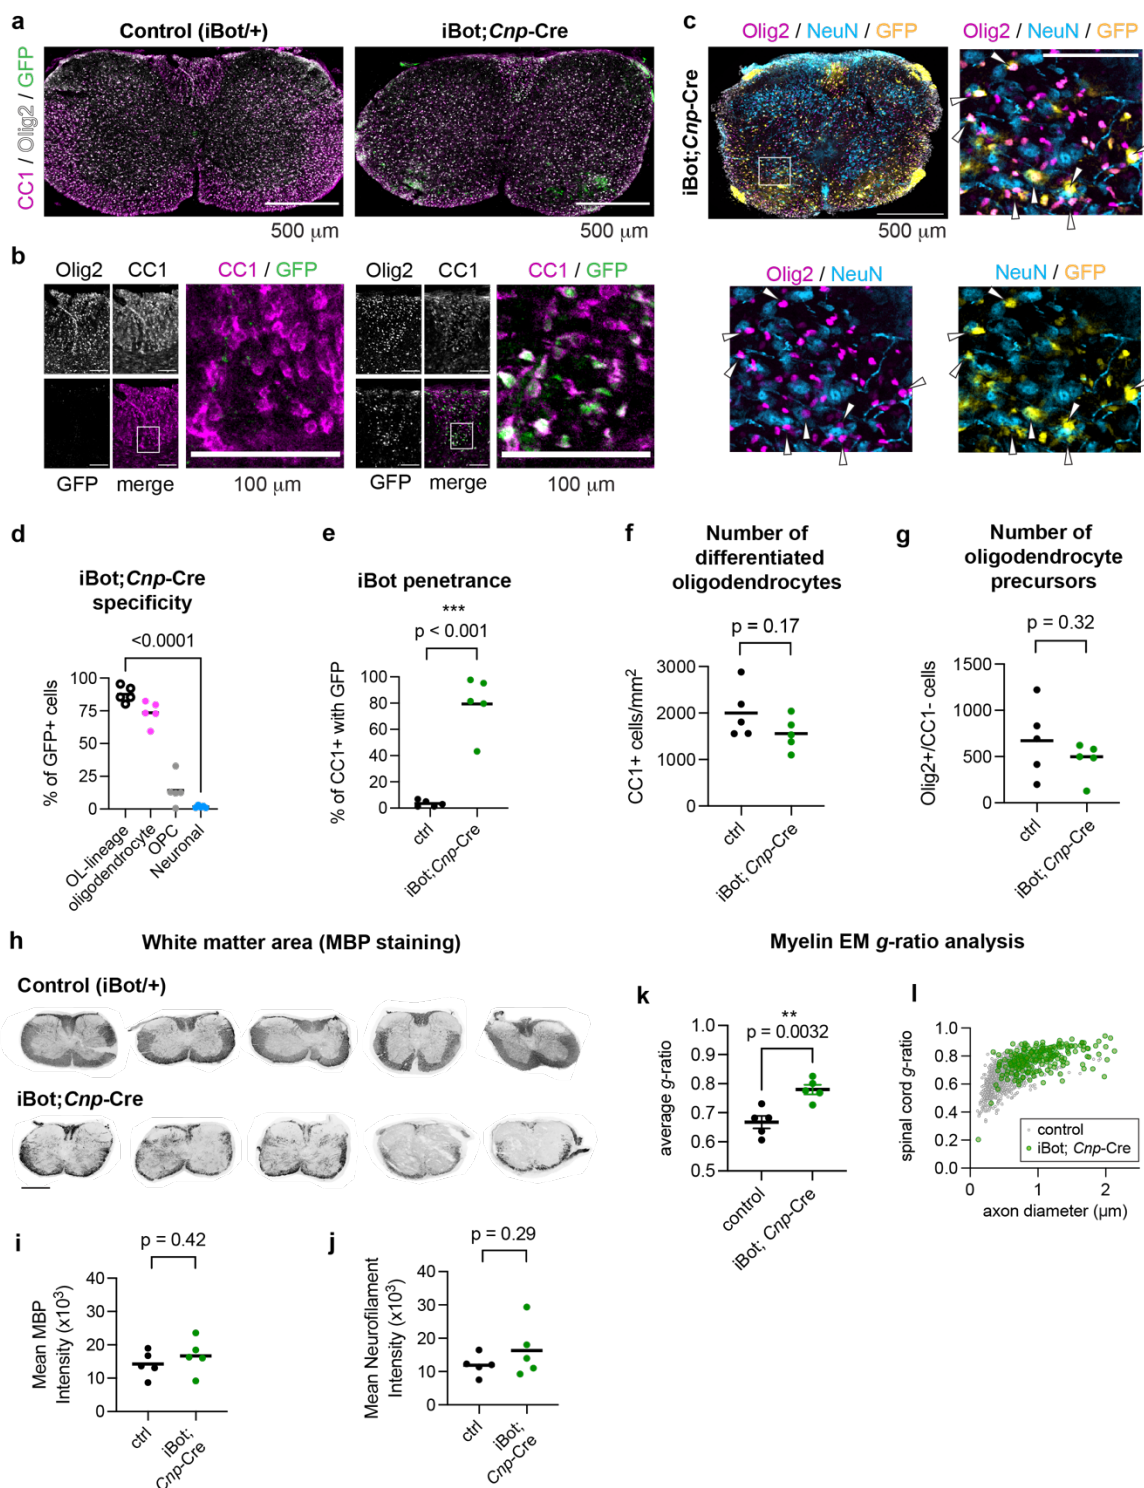 a
Control (iBot/+)
iBot;Cnp-Cre
CC1 / Olig2 / GFP
500 µm
500 µm
b
Olig2
CC1
CC1 / GFP
Olig2
CC1
CC1 / GFP
GFP
merge
100 µm
GFP
merge
100 µm
c
Olig2 / NeuN / GFP
Olig2 / NeuN / GFP
iBot;Cnp-Cre
500 µm
Olig2 / NeuN
NeuN / GFP
d
iBot;Cnp-Cre
specificity
<0.0001
% of GFP+ cells
100
75
50
25
0
OL-lineage
oligodendrocyte
OPC
Neuronal
e
iBot penetrance
***
p < 0.001
% of CC1+ with GFP
100
80
60
40
20
0
ctrl
iBot;Cnp-Cre
f
Number of
differentiated
oligodendrocytes
p = 0.17
CC1+ cells/mm²
3000
2000
1000
0
ctrl
iBot;Cnp-Cre
g
Number of
oligodendrocyte
precursors
p = 0.32
Olig2+/CC1- cells
1500
1000
500
0
ctrl
iBot;Cnp-Cre
h
White matter area (MBP staining)
Control (iBot/+)
iBot;Cnp-Cre
i
p = 0.42
Mean MBP
Intensity (x10³)
40
30
20
10
0
ctrl
iBot;
Cnp-Cre
j
p = 0.29
Mean Neurofilament
Intensity (x10³)
40
30
20
10
0
ctrl
iBot;
Cnp-Cre
Myelin EM g-ratio analysis
k
**
p = 0.0032
average g-ratio
1.0
0.9
0.8
0.7
0.6
0.5
control
iBot; Cnp-Cre
l
spinal cord g-ratio
1.0
0.8
0.6
0.4
0.2
0.0
control
iBot; Cnp-Cre
0
1
2
axon diameter (µm)